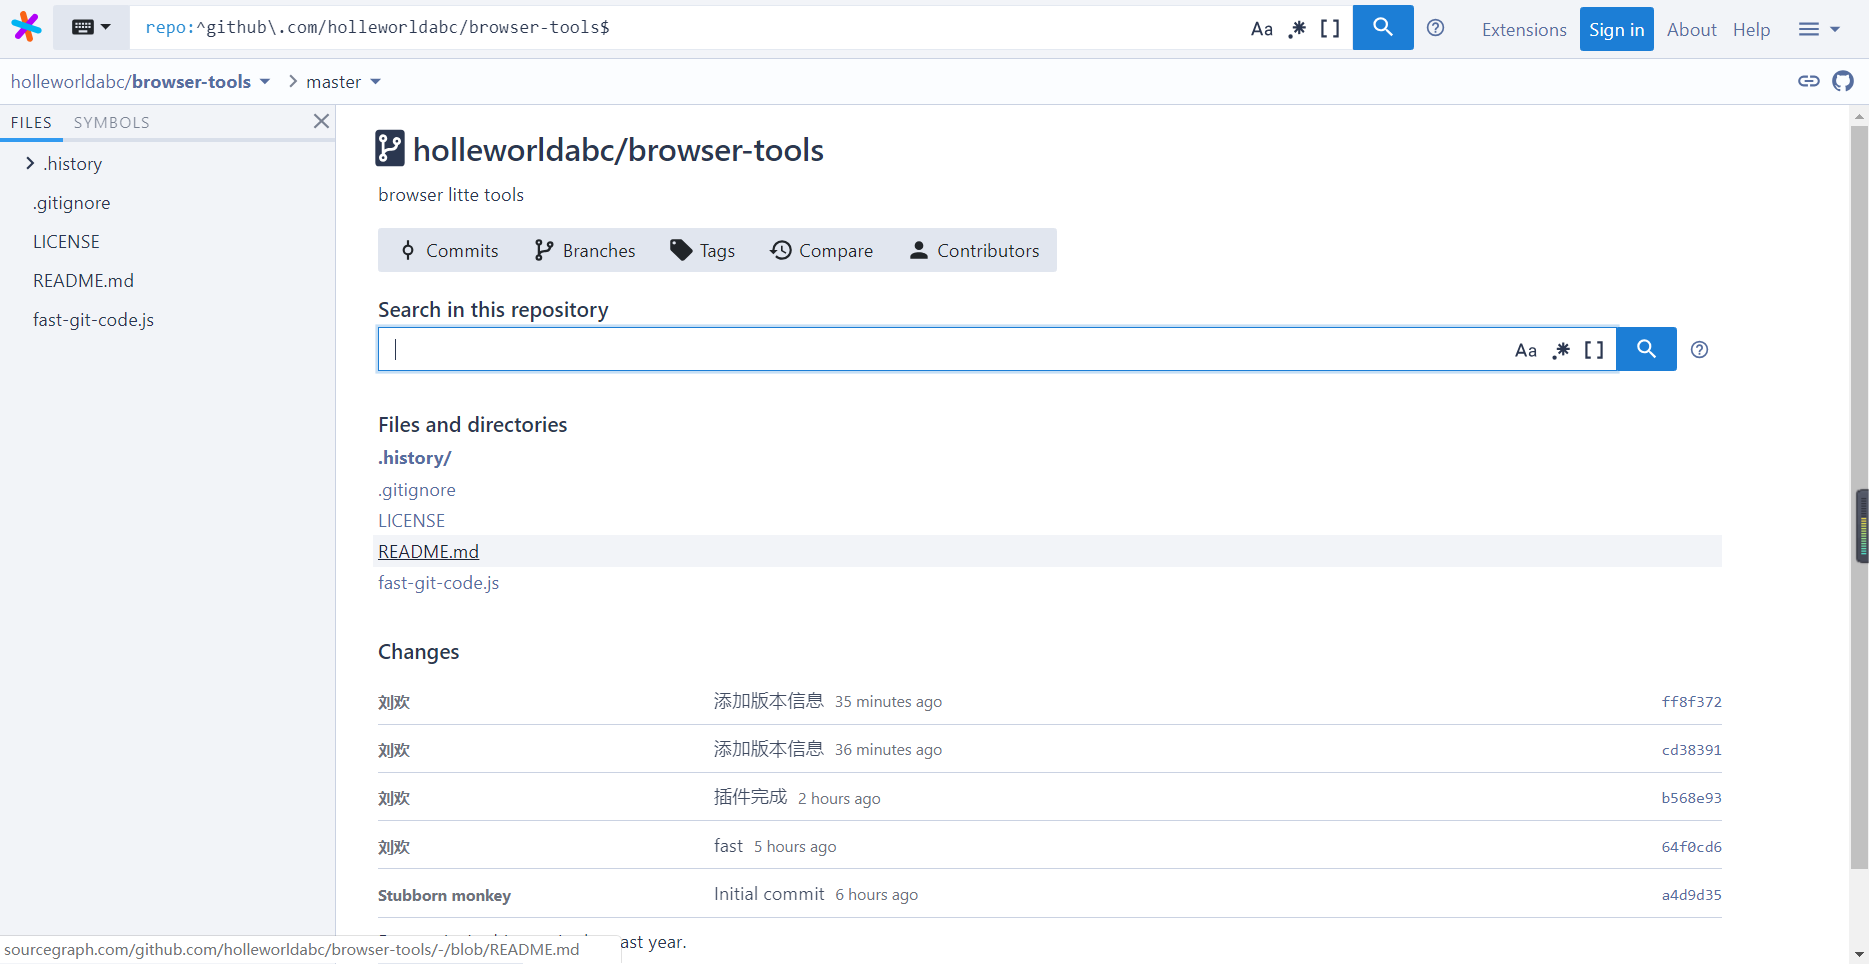 repo:^github\.com/holleworldabc/browser-tools$
Aa .* [ ]
Extensions Sign in About Help
holleworldabc/browser-tools master
FILES SYMBOLS
.history
.gitignore
LICENSE
README.md
fast-git-code.js
holleworldabc/browser-tools
browser litte tools
Commits Branches Tags Compare Contributors
Search in this repository
Aa .* [ ]
Files and directories
.history/
.gitignore
LICENSE
README.md
fast-git-code.js
Changes
刘欢 添加版本信息 35 minutes ago ff8f372
刘欢 添加版本信息 36 minutes ago cd38391
刘欢 插件完成 2 hours ago b568e93
刘欢 fast 5 hours ago 64f0cd6
Stubborn monkey Initial commit 6 hours ago a4d9d35
ast year.
sourcegraph.com/github.com/holleworldabc/browser-tools/-/blob/README.md